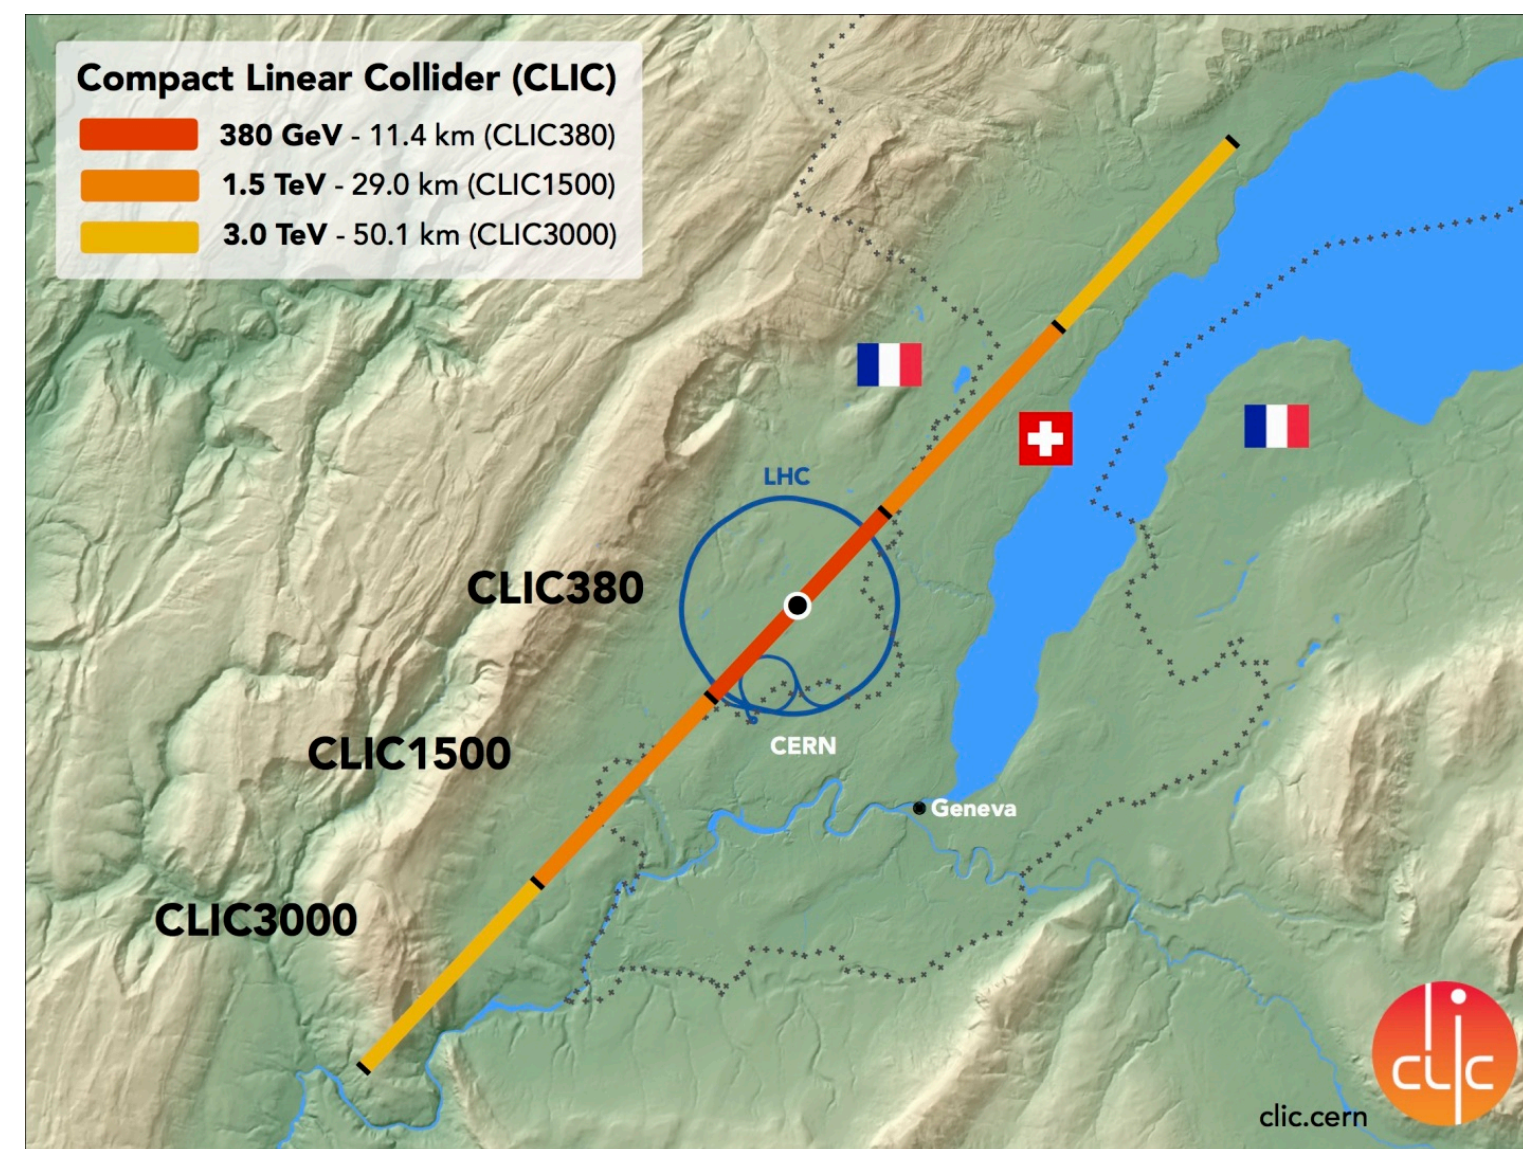 Compact Linear Collider (CLIC)
380 GeV - 11.4 km (CLIC380)
1.5 TeV - 29.0 km (CLIC1500)
3.0 TeV - 50.1 km (CLIC3000)
LHC
CLIC380
CLIC1500
CERN
Geneva
CLIC3000
clic
clic.cern